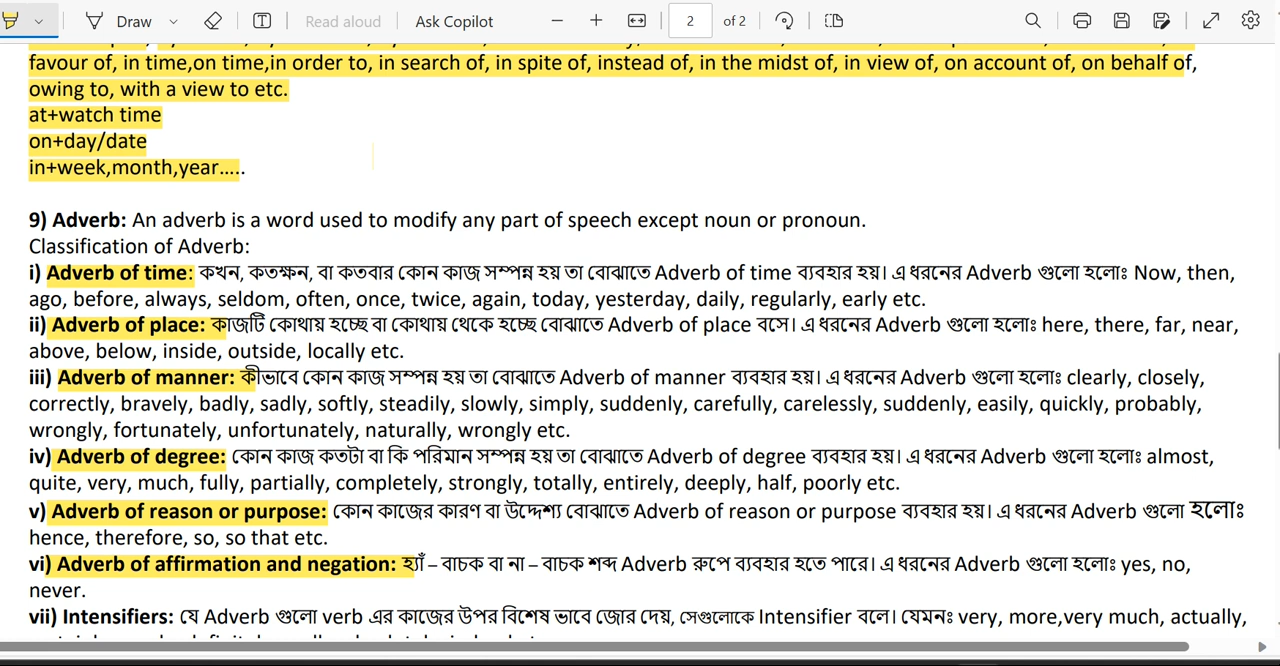 Draw
Read aloud
Ask Copilot
2
of 2
favour of, in time,on time,in order to, in search of, in spite of, instead of, in the midst of, in view of, on account of, on behalf of,
owing to, with a view to etc.
at+watch time
on+day/date
in+week,month,year.....
9) Adverb: An adverb is a word used to modify any part of speech except noun or pronoun.
Classification of Adverb:
i) Adverb of time: কখন, কতক্ষন, বা কতবার কোন কাজ সম্পন্ন হয় তা বোঝাতে Adverb of time ব্যবহার হয়। এ ধরনের Adverb গুলো হলোঃ Now, then,
ago, before, always, seldom, often, once, twice, again, today, yesterday, daily, regularly, early etc.
ii) Adverb of place: কাজটি কোথায় হচ্ছে বা কোথায় থেকে হচ্ছে বোঝাতে Adverb of place বসে। এ ধরনের Adverb গুলো হলোঃ here, there, far, near,
above, below, inside, outside, locally etc.
iii) Adverb of manner: কীভাবে কোন কাজ সম্পন্ন হয় তা বোঝাতে Adverb of manner ব্যবহার হয়। এ ধরনের Adverb গুলো হলোঃ clearly, closely,
correctly, bravely, badly, sadly, softly, steadily, slowly, simply, suddenly, carefully, carelessly, suddenly, easily, quickly, probably,
wrongly, fortunately, unfortunately, naturally, wrongly etc.
iv) Adverb of degree: কোন কাজ কতটা বা কি পরিমান সম্পন্ন হয় তা বোঝাতে Adverb of degree ব্যবহার হয়। এ ধরনের Adverb গুলো হলোঃ almost,
quite, very, much, fully, partially, completely, strongly, totally, entirely, deeply, half, poorly etc.
v) Adverb of reason or purpose: কোন কাজের কারণ বা উদ্দেশ্য বোঝাতে Adverb of reason or purpose ব্যবহার হয়। এ ধরনের Adverb গুলো হলোঃ
hence, therefore, so, so that etc.
vi) Adverb of affirmation and negation: হ্যাঁ – বাচক বা না – বাচক শব্দ Adverb রুপে ব্যবহার হতে পারে। এ ধরনের Adverb গুলো হলোঃ yes, no,
never.
vii) Intensifiers: যে Adverb গুলো verb এর কাজের উপর বিশেষ ভাবে জোর দেয়, সেগুলোকে Intensifier বলে। যেমনঃ very, more,very much, actually,